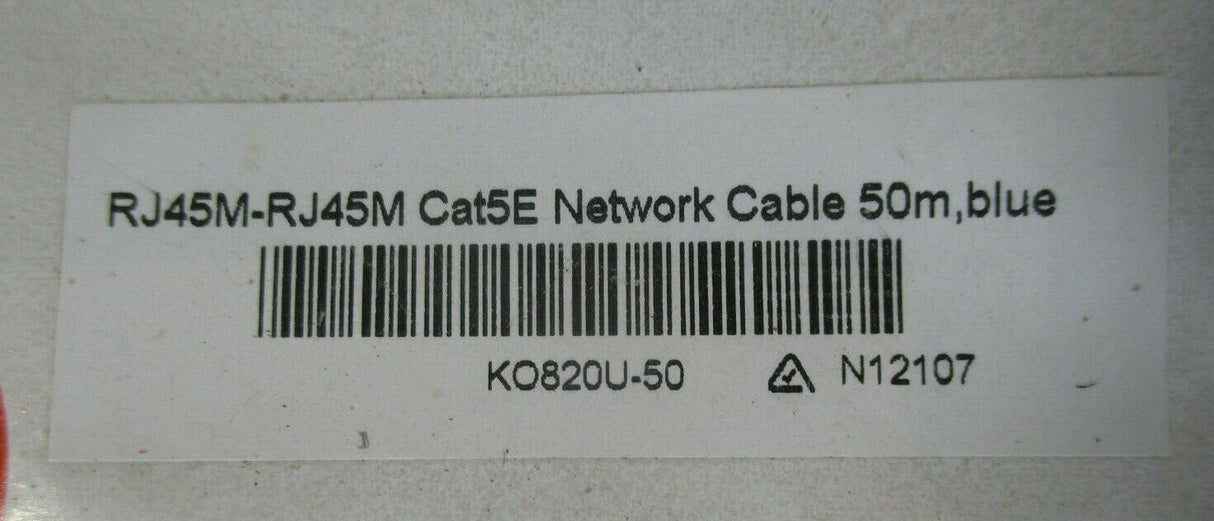 RJ45M-RJ45M Cat5E Network Cable 50m,blue
KO820U-50 N12107